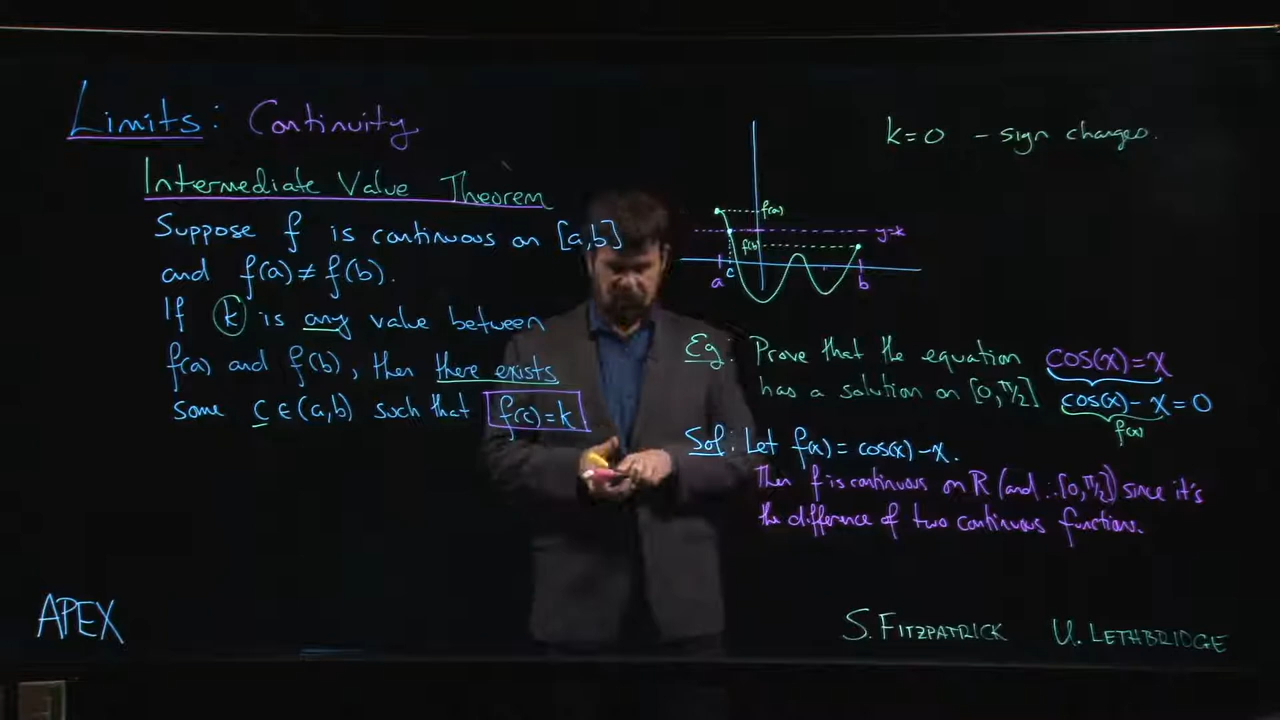 Limits: Continuity
Intermediate Value Theorem
Suppose f is continuous on [a,b]
and f(a) ≠ f(b).
If k is any value between
f(a) and f(b), then there exists
some c ∈ (a,b) such that f(c)=k
k=0 - sign changes.
f(a)
y=k
f(b)
a
c
b
Eg: Prove that the equation cos(x)=x
has a solution on [0,π/2] cos(x)-x=0
f(x)
Sol: Let f(x) = cos(x)-x.
Then f is continuous on R (and ∴ [0,π/2]) since it's
the difference of two continuous functions.
APEX
S. FITZPATRICK U. LETHBRIDGE